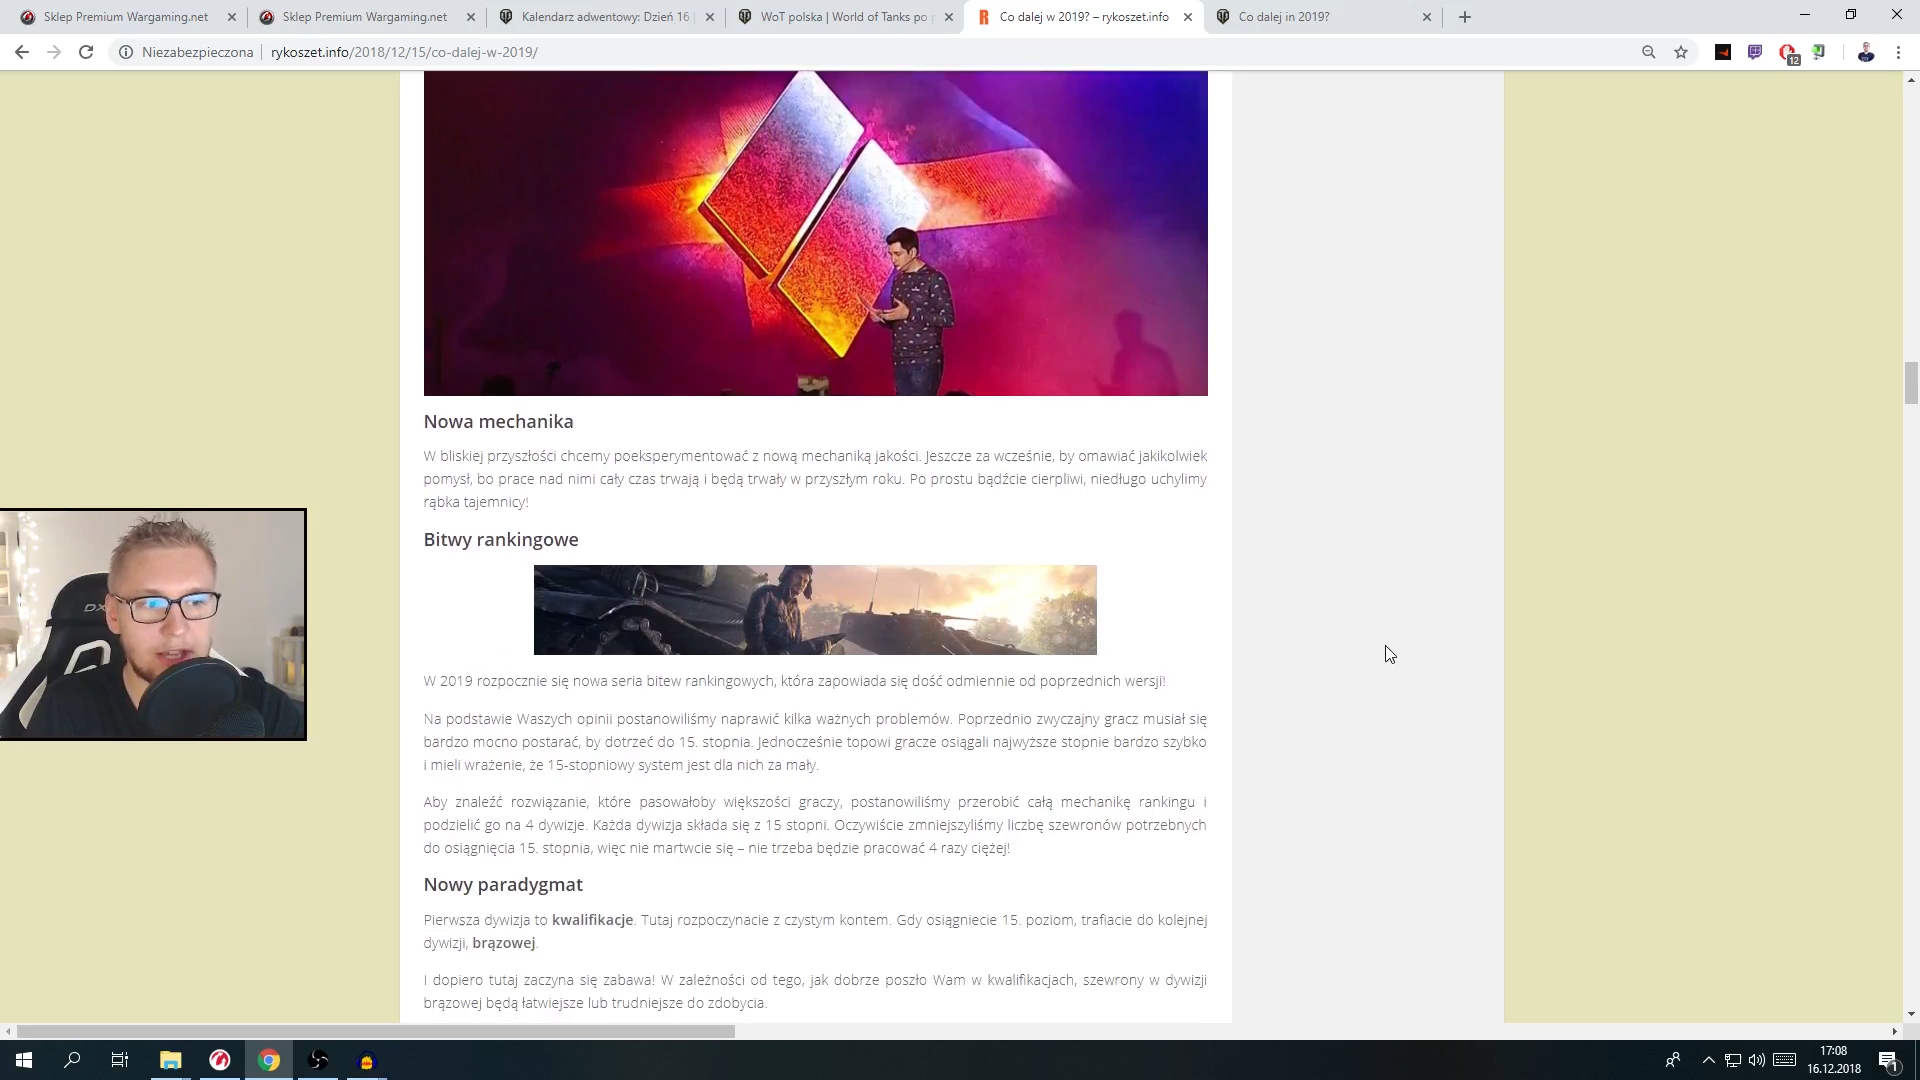 Sklep Premium Wargaming.net
Sklep Premium Wargaming.net
Kalendarz adwentowy: Dzień 16
WoT polska | World of Tanks po
Co dalej w 2019? – rykoszet.info
Co dalej in 2019?
Niezabezpieczona
rykoszet.info/2018/12/15/co-dalej-w-2019/
12
Nowa mechanika
W bliskiej przyszłości chcemy poeksperymentować z nową mechaniką jakości. Jeszcze za wcześnie, by omawiać jakikolwiek
pomysł, bo prace nad nimi cały czas trwają i będą trwały w przyszłym roku. Po prostu bądźcie cierpliwi, niedługo uchylimy
rąbka tajemnicy!
Bitwy rankingowe
W 2019 rozpocznie się nowa seria bitew rankingowych, która zapowiada się dość odmiennie od poprzednich wersji!
Na podstawie Waszych opinii postanowiliśmy naprawić kilka ważnych problemów. Poprzednio zwyczajny gracz musiał się
bardzo mocno postarać, by dotrzeć do 15. stopnia. Jednocześnie topowi gracze osiągali najwyższe stopnie bardzo szybko
i mieli wrażenie, że 15-stopniowy system jest dla nich za mały.
Aby znaleźć rozwiązanie, które pasowałoby większości graczy, postanowiliśmy przerobić całą mechanikę rankingu i
podzielić go na 4 dywizje. Każda dywizja składa się z 15 stopni. Oczywiście zmniejszyliśmy liczbę szewronów potrzebnych
do osiągnięcia 15. stopnia, więc nie martwcie się – nie trzeba będzie pracować 4 razy ciężej!
Nowy paradygmat
Pierwsza dywizja to kwalifikacje. Tutaj rozpoczynacie z czystym kontem. Gdy osiągniecie 15. poziom, trafiacie do kolejnej
dywizji, brązowej.
I dopiero tutaj zaczyna się zabawa! W zależności od tego, jak dobrze poszło Wam w kwalifikacjach, szewrony w dywizji
brązowej będą łatwiejsze lub trudniejsze do zdobycia.
DX
17:08
16.12.2018
1